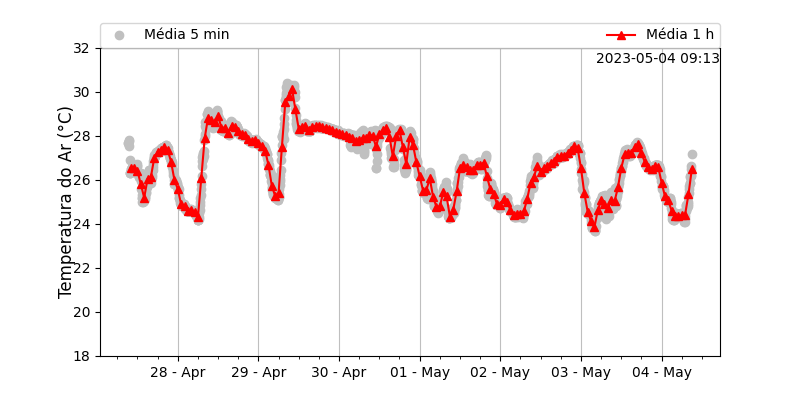 Média 5 min
Média 1 h
2023-05-04 09:13
Temperatura do Ar (°C)
32
30
28
26
24
22
20
18
28 - Apr
29 - Apr
30 - Apr
01 - May
02 - May
03 - May
04 - May